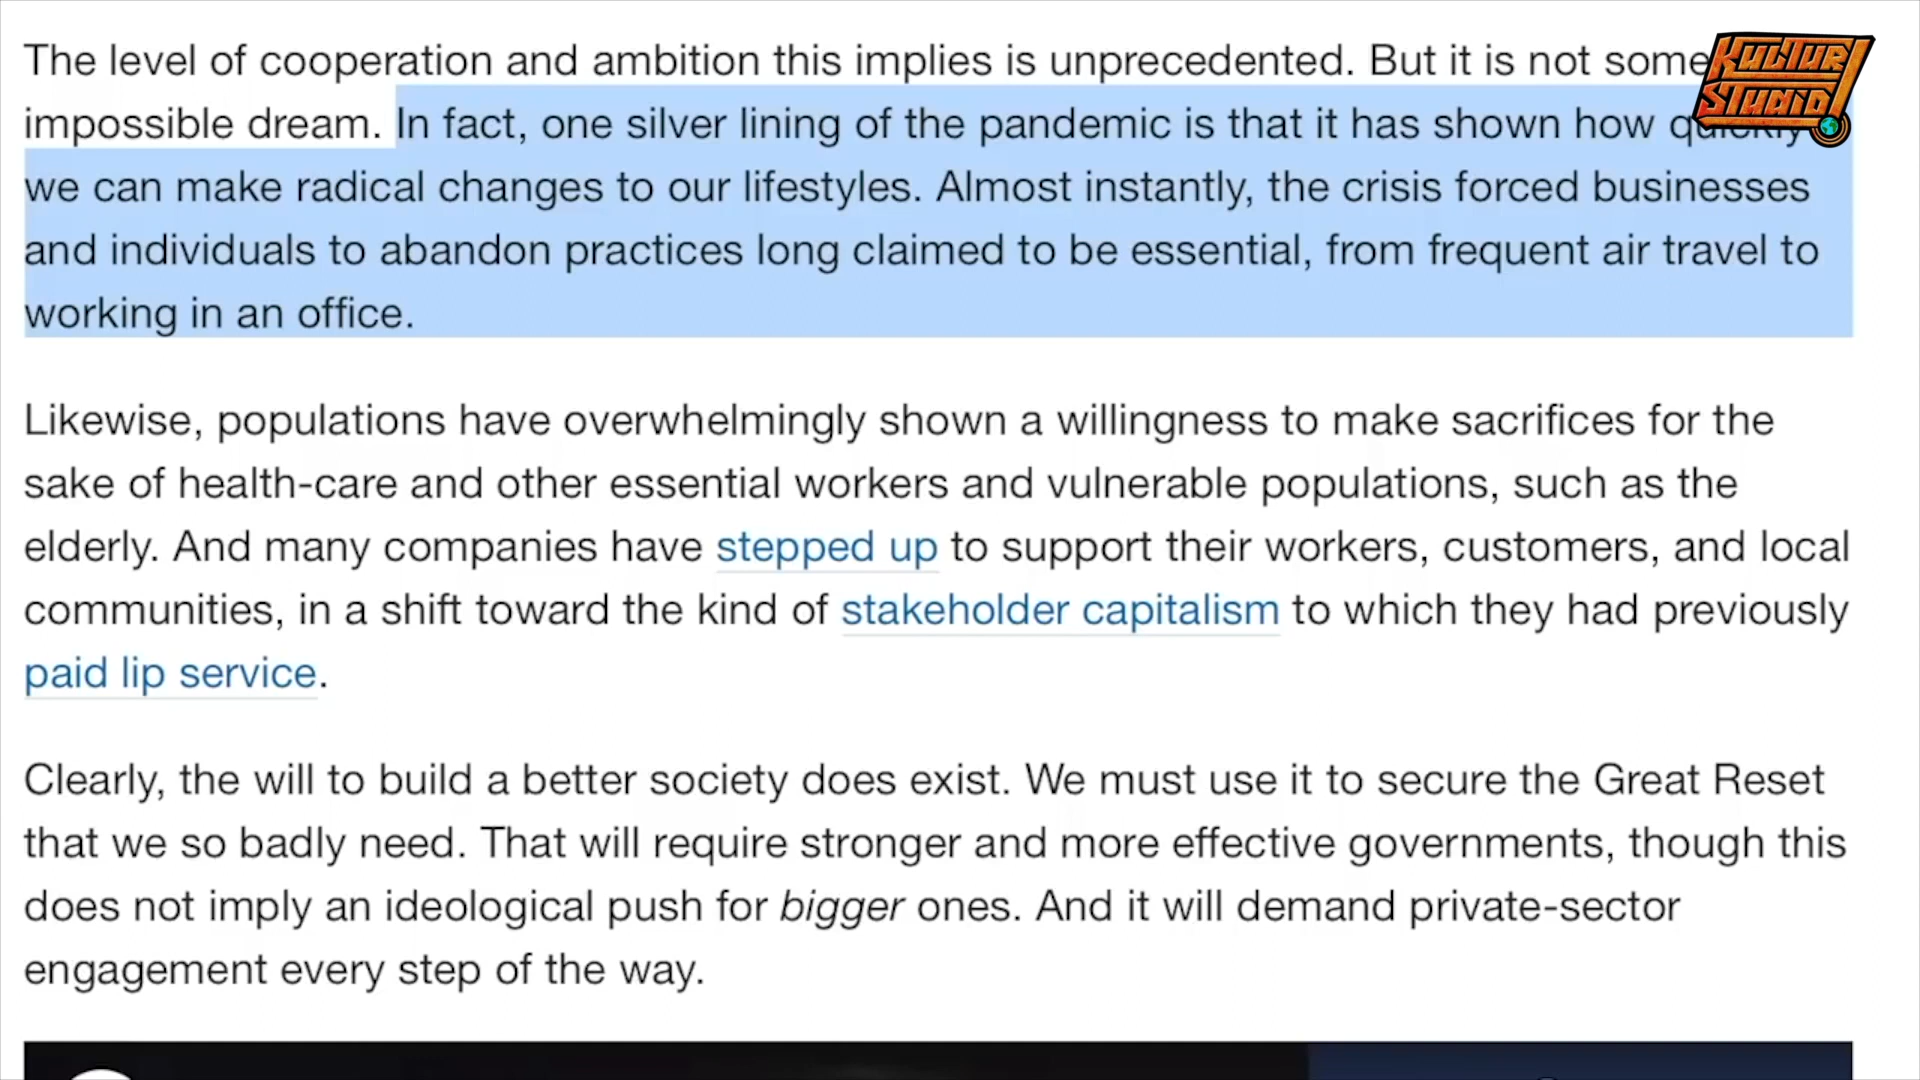 The level of cooperation and ambition this implies is unprecedented. But it is not some
impossible dream. In fact, one silver lining of the pandemic is that it has shown how quickly
we can make radical changes to our lifestyles. Almost instantly, the crisis forced businesses
and individuals to abandon practices long claimed to be essential, from frequent air travel to
working in an office.
Likewise, populations have overwhelmingly shown a willingness to make sacrifices for the
sake of health-care and other essential workers and vulnerable populations, such as the
elderly. And many companies have stepped up to support their workers, customers, and local
communities, in a shift toward the kind of stakeholder capitalism to which they had previously
paid lip service.
Clearly, the will to build a better society does exist. We must use it to secure the Great Reset
that we so badly need. That will require stronger and more effective governments, though this
does not imply an ideological push for bigger ones. And it will demand private-sector
engagement every step of the way.
KULTUR
STUDIO!